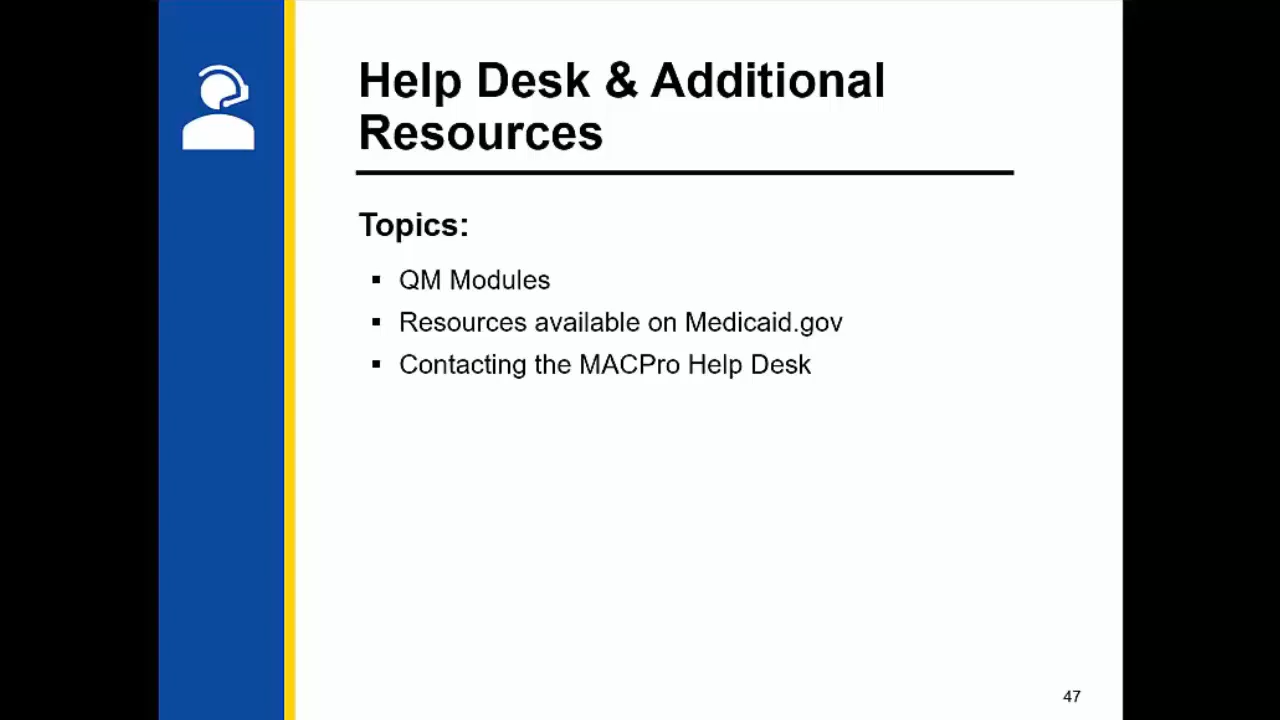 Help Desk & Additional
Resources
Topics:
▪ QM Modules
▪ Resources available on Medicaid.gov
▪ Contacting the MACPro Help Desk
47